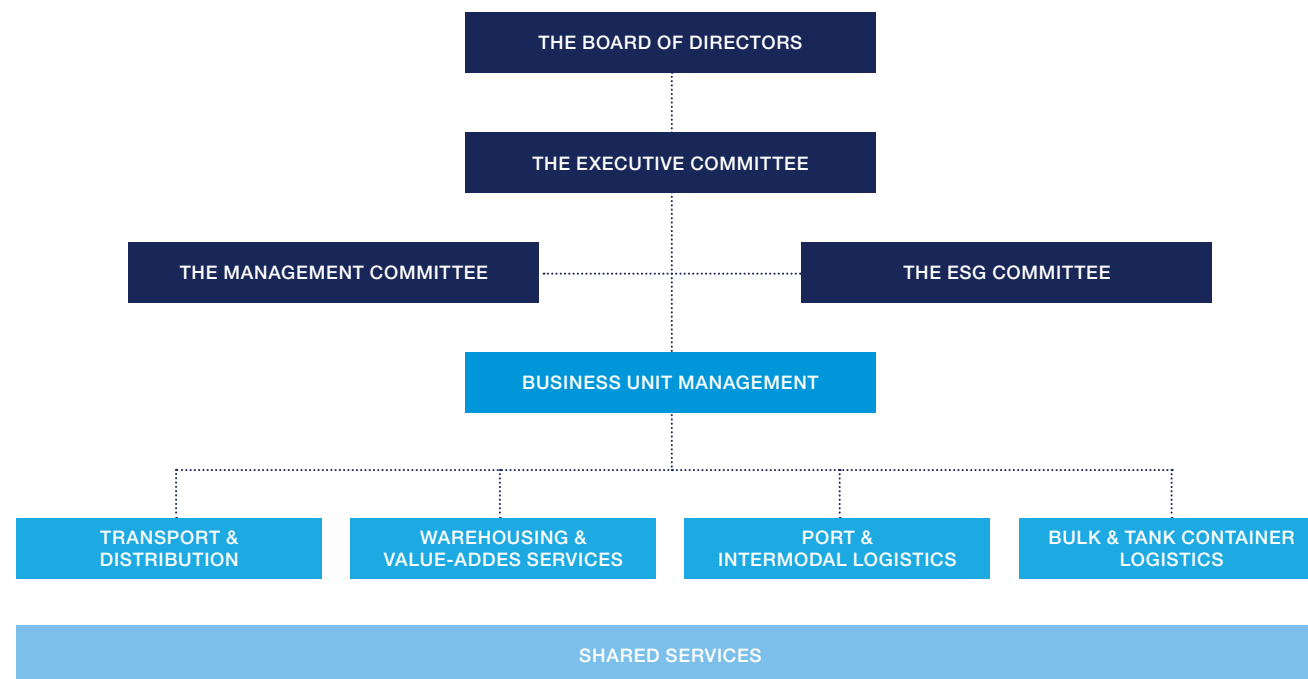 THE BOARD OF DIRECTORS
THE EXECUTIVE COMMITTEE
THE MANAGEMENT COMMITTEE
THE ESG COMMITTEE
BUSINESS UNIT MANAGEMENT
TRANSPORT &
DISTRIBUTION
WAREHOUSING &
VALUE-ADDES SERVICES
PORT &
INTERMODAL LOGISTICS
BULK & TANK CONTAINER
LOGISTICS
SHARED SERVICES